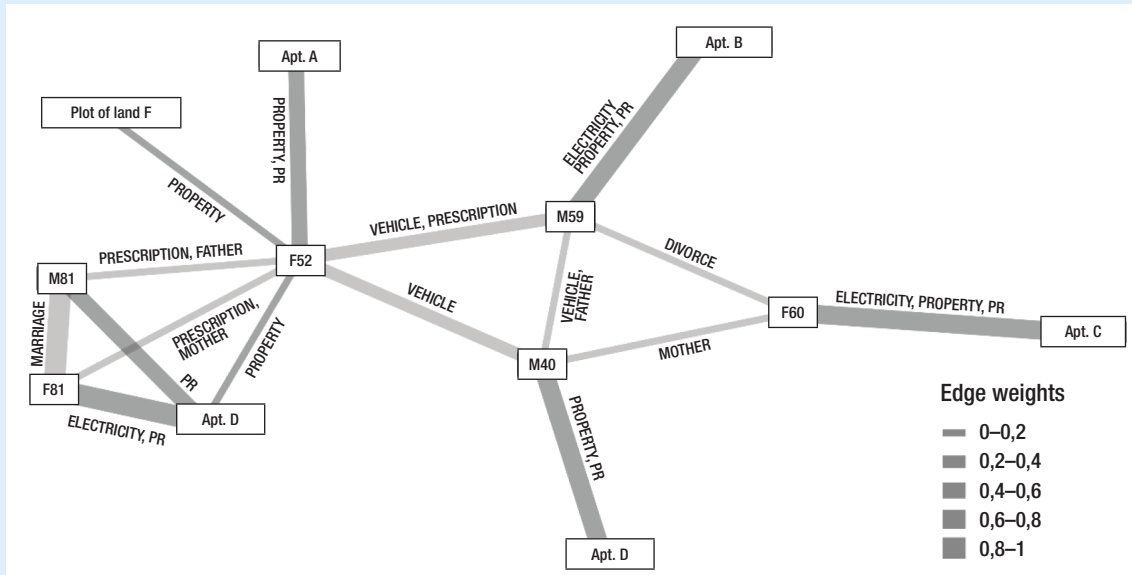 Apt. A
Apt. B
Plot of land F
PROPERTY, PR
ELECTRICITY
PROPERTY, PR
PROPERTY
VEHICLE, PRESCRIPTION
M59
PRESCRIPTION, FATHER
F52
DIVORCE
M81
VEHICLE
VEHICLE,
FATHER
F60
ELECTRICITY, PROPERTY, PR
Apt. C
MARRIAGE
PRESCRIPTION,
MOTHER
PROPERTY
M40
MOTHER
F81
PR
Apt. D
ELECTRICITY, PR
PROPERTY, PR
Apt. D
Edge weights
0–0,2
0,2–0,4
0,4–0,6
0,6–0,8
0,8–1